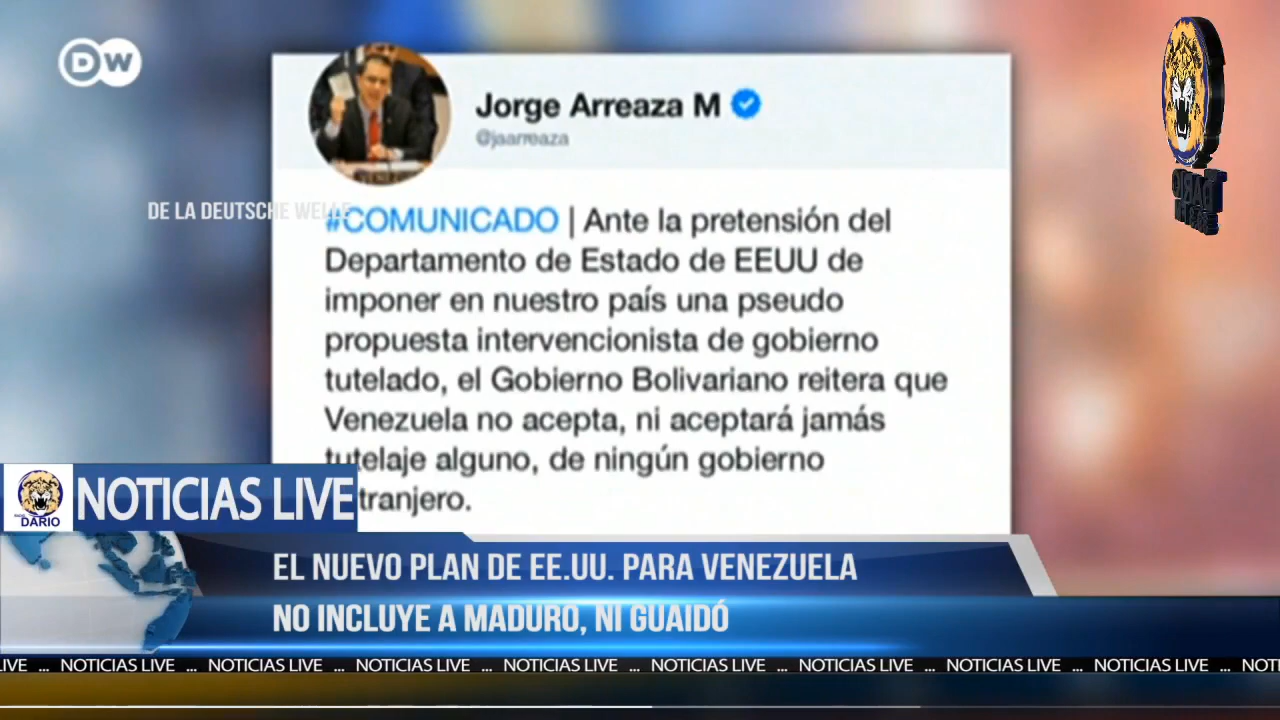 DW
Jorge Arreaza M
@jaarreaza
DE LA DEUTSCHE WELLE
#COMUNICADO | Ante la pretensión del
Departamento de Estado de EEUU de
imponer en nuestro país una pseudo
propuesta intervencionista de gobierno
tutelado, el Gobierno Bolivariano reitera que
Venezuela no acepta, ni aceptará jamás
tutelaje alguno, de ningún gobierno
tranjero.
DARIO
NOTICIAS LIVE
EL NUEVO PLAN DE EE.UU. PARA VENEZUELA
NO INCLUYE A MADURO, NI GUAIDÓ
IVE ... NOTICIAS LIVE ... NOTICIAS LIVE ... NOTICIAS LIVE ... NOTICIAS LIVE ... NOTICIAS LIVE ... NOTICIAS LIVE ... NOTICIAS LIVE ... NOTI